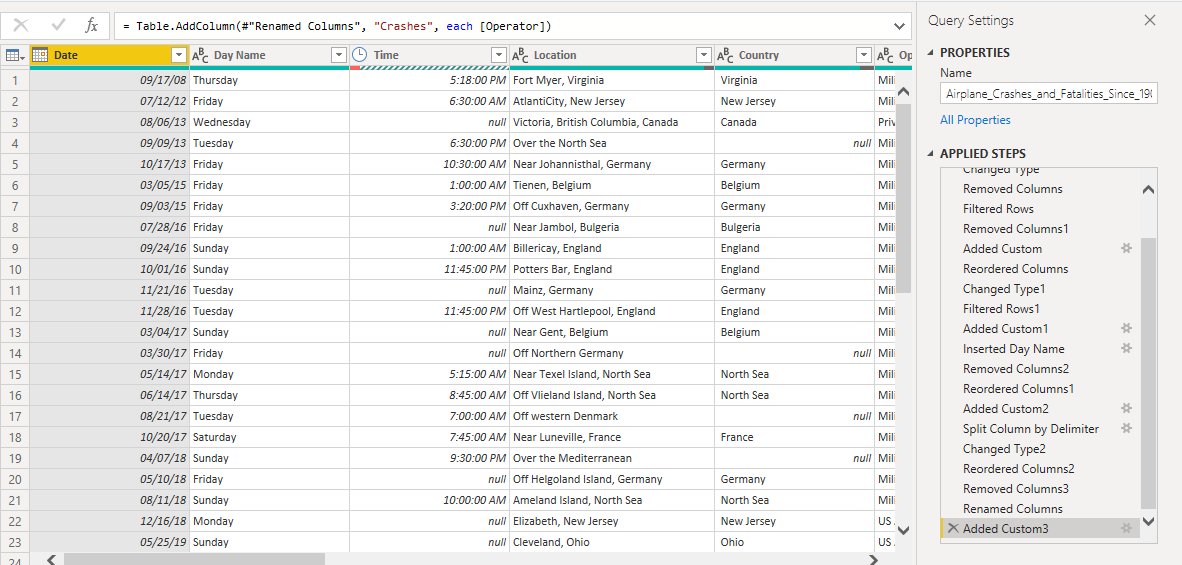 fx = Table.AddColumn(#"Renamed Columns", "Crashes", each [Operator])
Date ABC Day Name Time ABC Location ABC Country ABC Op
1 09/17/08 Thursday 5:18:00 PM Fort Myer, Virginia Virginia Mili
2 07/12/12 Friday 6:30:00 AM AtlantiCity, New Jersey New Jersey Mili
3 08/06/13 Wednesday null Victoria, British Columbia, Canada Canada Priv
4 09/09/13 Tuesday 6:30:00 PM Over the North Sea null Mili
5 10/17/13 Friday 10:30:00 AM Near Johannisthal, Germany Germany Mili
6 03/05/15 Friday 1:00:00 AM Tienen, Belgium Belgium Mili
7 09/03/15 Friday 3:20:00 PM Off Cuxhaven, Germany Germany Mili
8 07/28/16 Friday null Near Jambol, Bulgeria Bulgeria Mili
9 09/24/16 Sunday 1:00:00 AM Billericay, England England Mili
10 10/01/16 Sunday 11:45:00 PM Potters Bar, England England Mili
11 11/21/16 Tuesday null Mainz, Germany Germany Mili
12 11/28/16 Tuesday 11:45:00 PM Off West Hartlepool, England England Mili
13 03/04/17 Sunday null Near Gent, Belgium Belgium Mili
14 03/30/17 Friday null Off Northern Germany null Mili
15 05/14/17 Monday 5:15:00 AM Near Texel Island, North Sea North Sea Mili
16 06/14/17 Thursday 8:45:00 AM Off Vlieland Island, North Sea North Sea Mili
17 08/21/17 Tuesday 7:00:00 AM Off western Denmark null Mili
18 10/20/17 Saturday 7:45:00 AM Near Luneville, France France Mili
19 04/07/18 Sunday 9:30:00 PM Over the Mediterranean null Mili
20 05/10/18 Friday null Off Helgoland Island, Germany Germany Mili
21 08/11/18 Sunday 10:00:00 AM Ameland Island, North Sea North Sea Mili
22 12/16/18 Monday null Elizabeth, New Jersey New Jersey US
23 05/25/19 Sunday null Cleveland, Ohio Ohio US
24
Query Settings
PROPERTIES
Name
Airplane_Crashes_and_Fatalities_Since_190
All Properties
APPLIED STEPS
Changed Type
Removed Columns
Filtered Rows
Removed Columns1
Added Custom
Reordered Columns
Changed Type1
Filtered Rows1
Added Custom1
Inserted Day Name
Removed Columns2
Reordered Columns1
Added Custom2
Split Column by Delimiter
Changed Type2
Reordered Columns2
Removed Columns3
Renamed Columns
Added Custom3